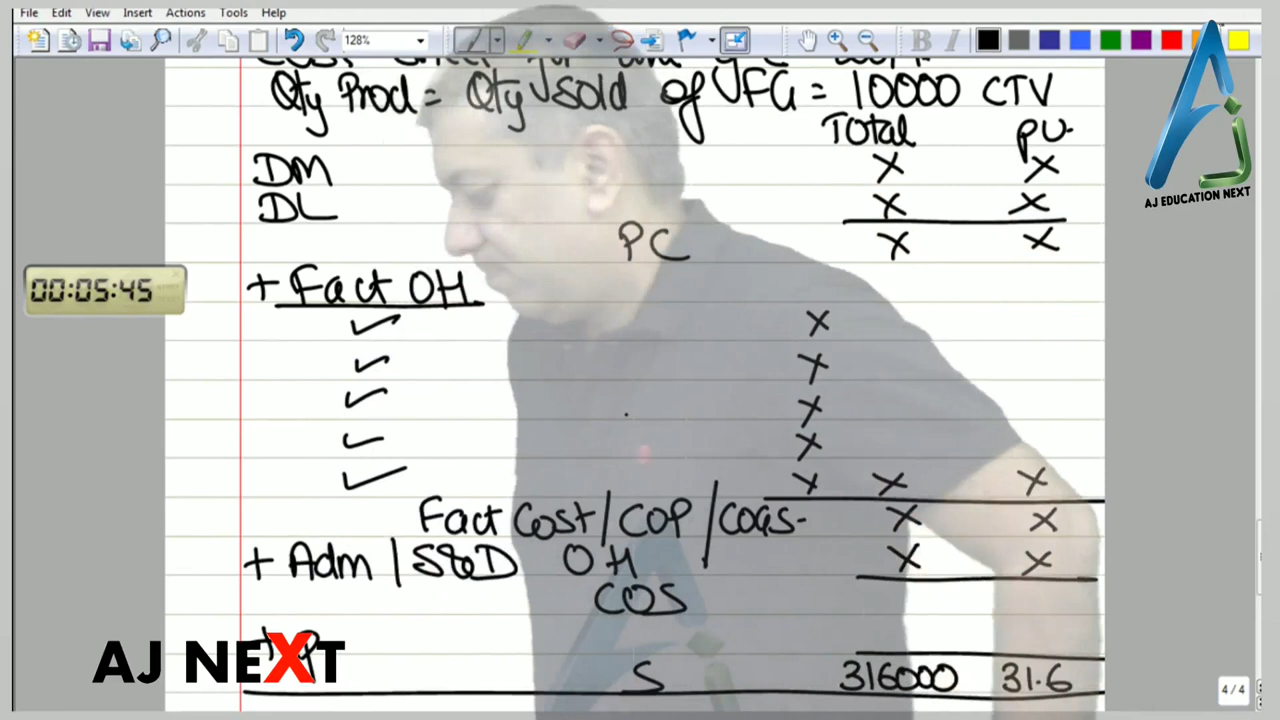 File Edit View Insert Actions Tools Help
128%
Qty Prod = Qty sold of FG = 10000 CTV
Total PU.
AJ EDUCATION NEXT
DM X X
DL X X
PC X X
00:05:45
+ Fact OH
✓ X
✓ X
✓ X
✓ X
✓ X X X
Fact Cost / COP / COGS. X X
+ Adm / S&D OH X X
COS
+ P
AJ NEXT
S 316000 31.6
4/4